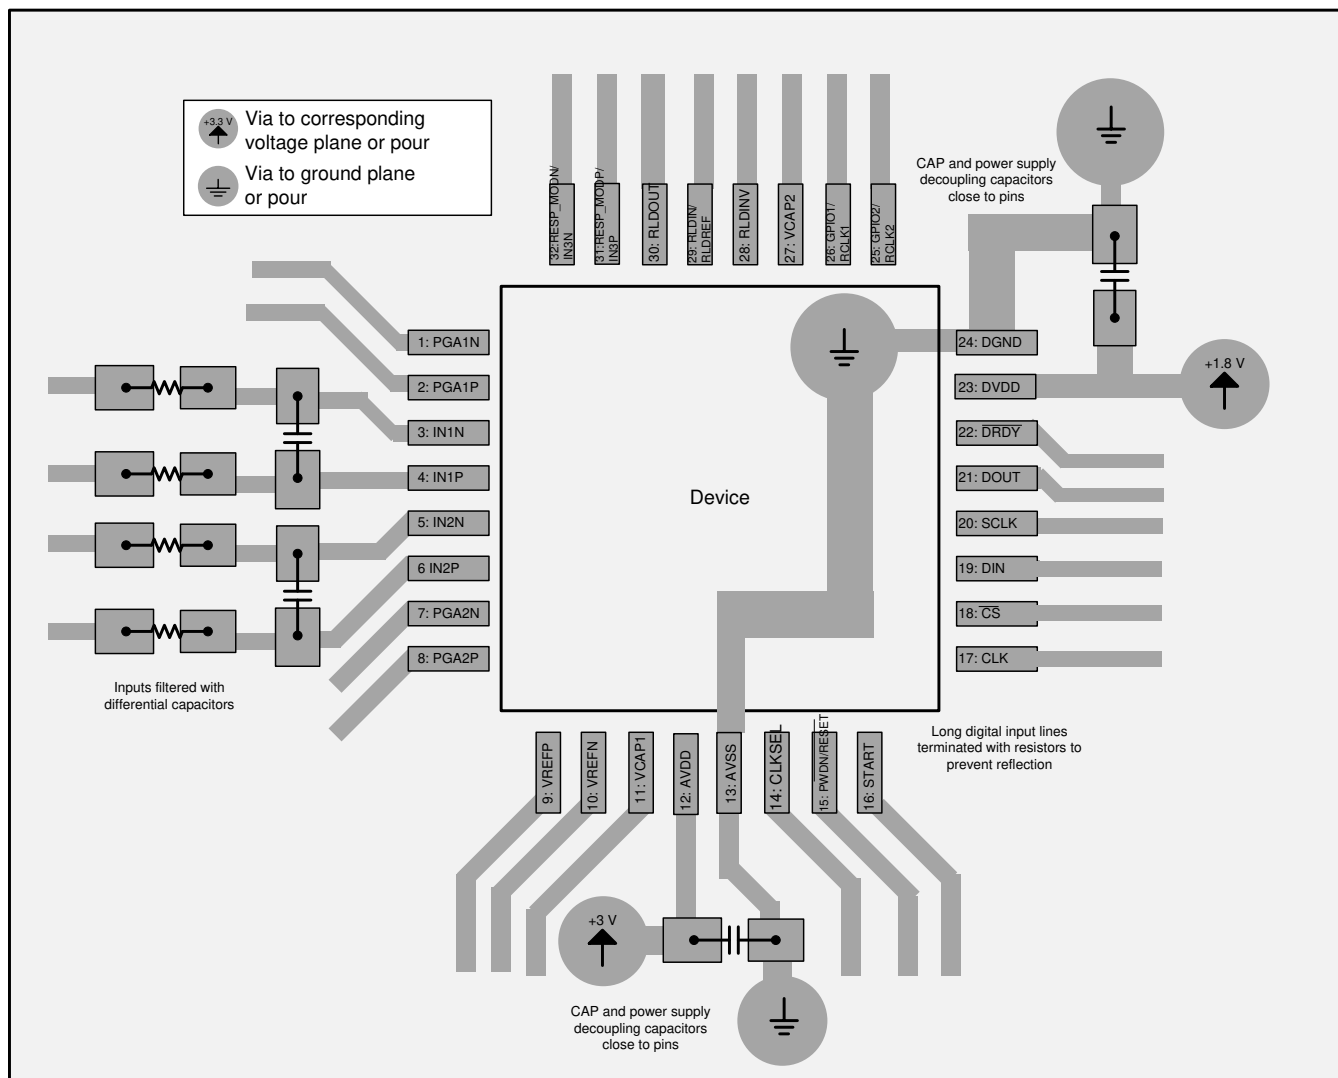 +3.3 V
Via to corresponding
voltage plane or pour
Via to ground plane
or pour
32:RESP_MODN/
IN3N
31:RESP_MODP/
IN3P
30: RLDOUT
29: RLDIN/
RLDREF
28: RLDINV
27: VCAP2
26: GPIO1/
RCLK1
25: GPIO2/
RCLK2
CAP and power supply
decoupling capacitors
close to pins
1: PGA1N
2: PGA1P
3: IN1N
4: IN1P
5: IN2N
6 IN2P
7: PGA2N
8: PGA2P
Inputs filtered with
differential capacitors
Device
24: DGND
23: DVDD
22: DRDY
21: DOUT
20: SCLK
19: DIN
18: CS
17: CLK
+1.8 V
Long digital input lines
terminated with resistors to
prevent reflection
9: VREFP
10: VREFN
11: VCAP1
12: AVDD
13: AVSS
14: CLKSEL
15: PWDN/RESET
16: START
+3 V
CAP and power supply
decoupling capacitors
close to pins